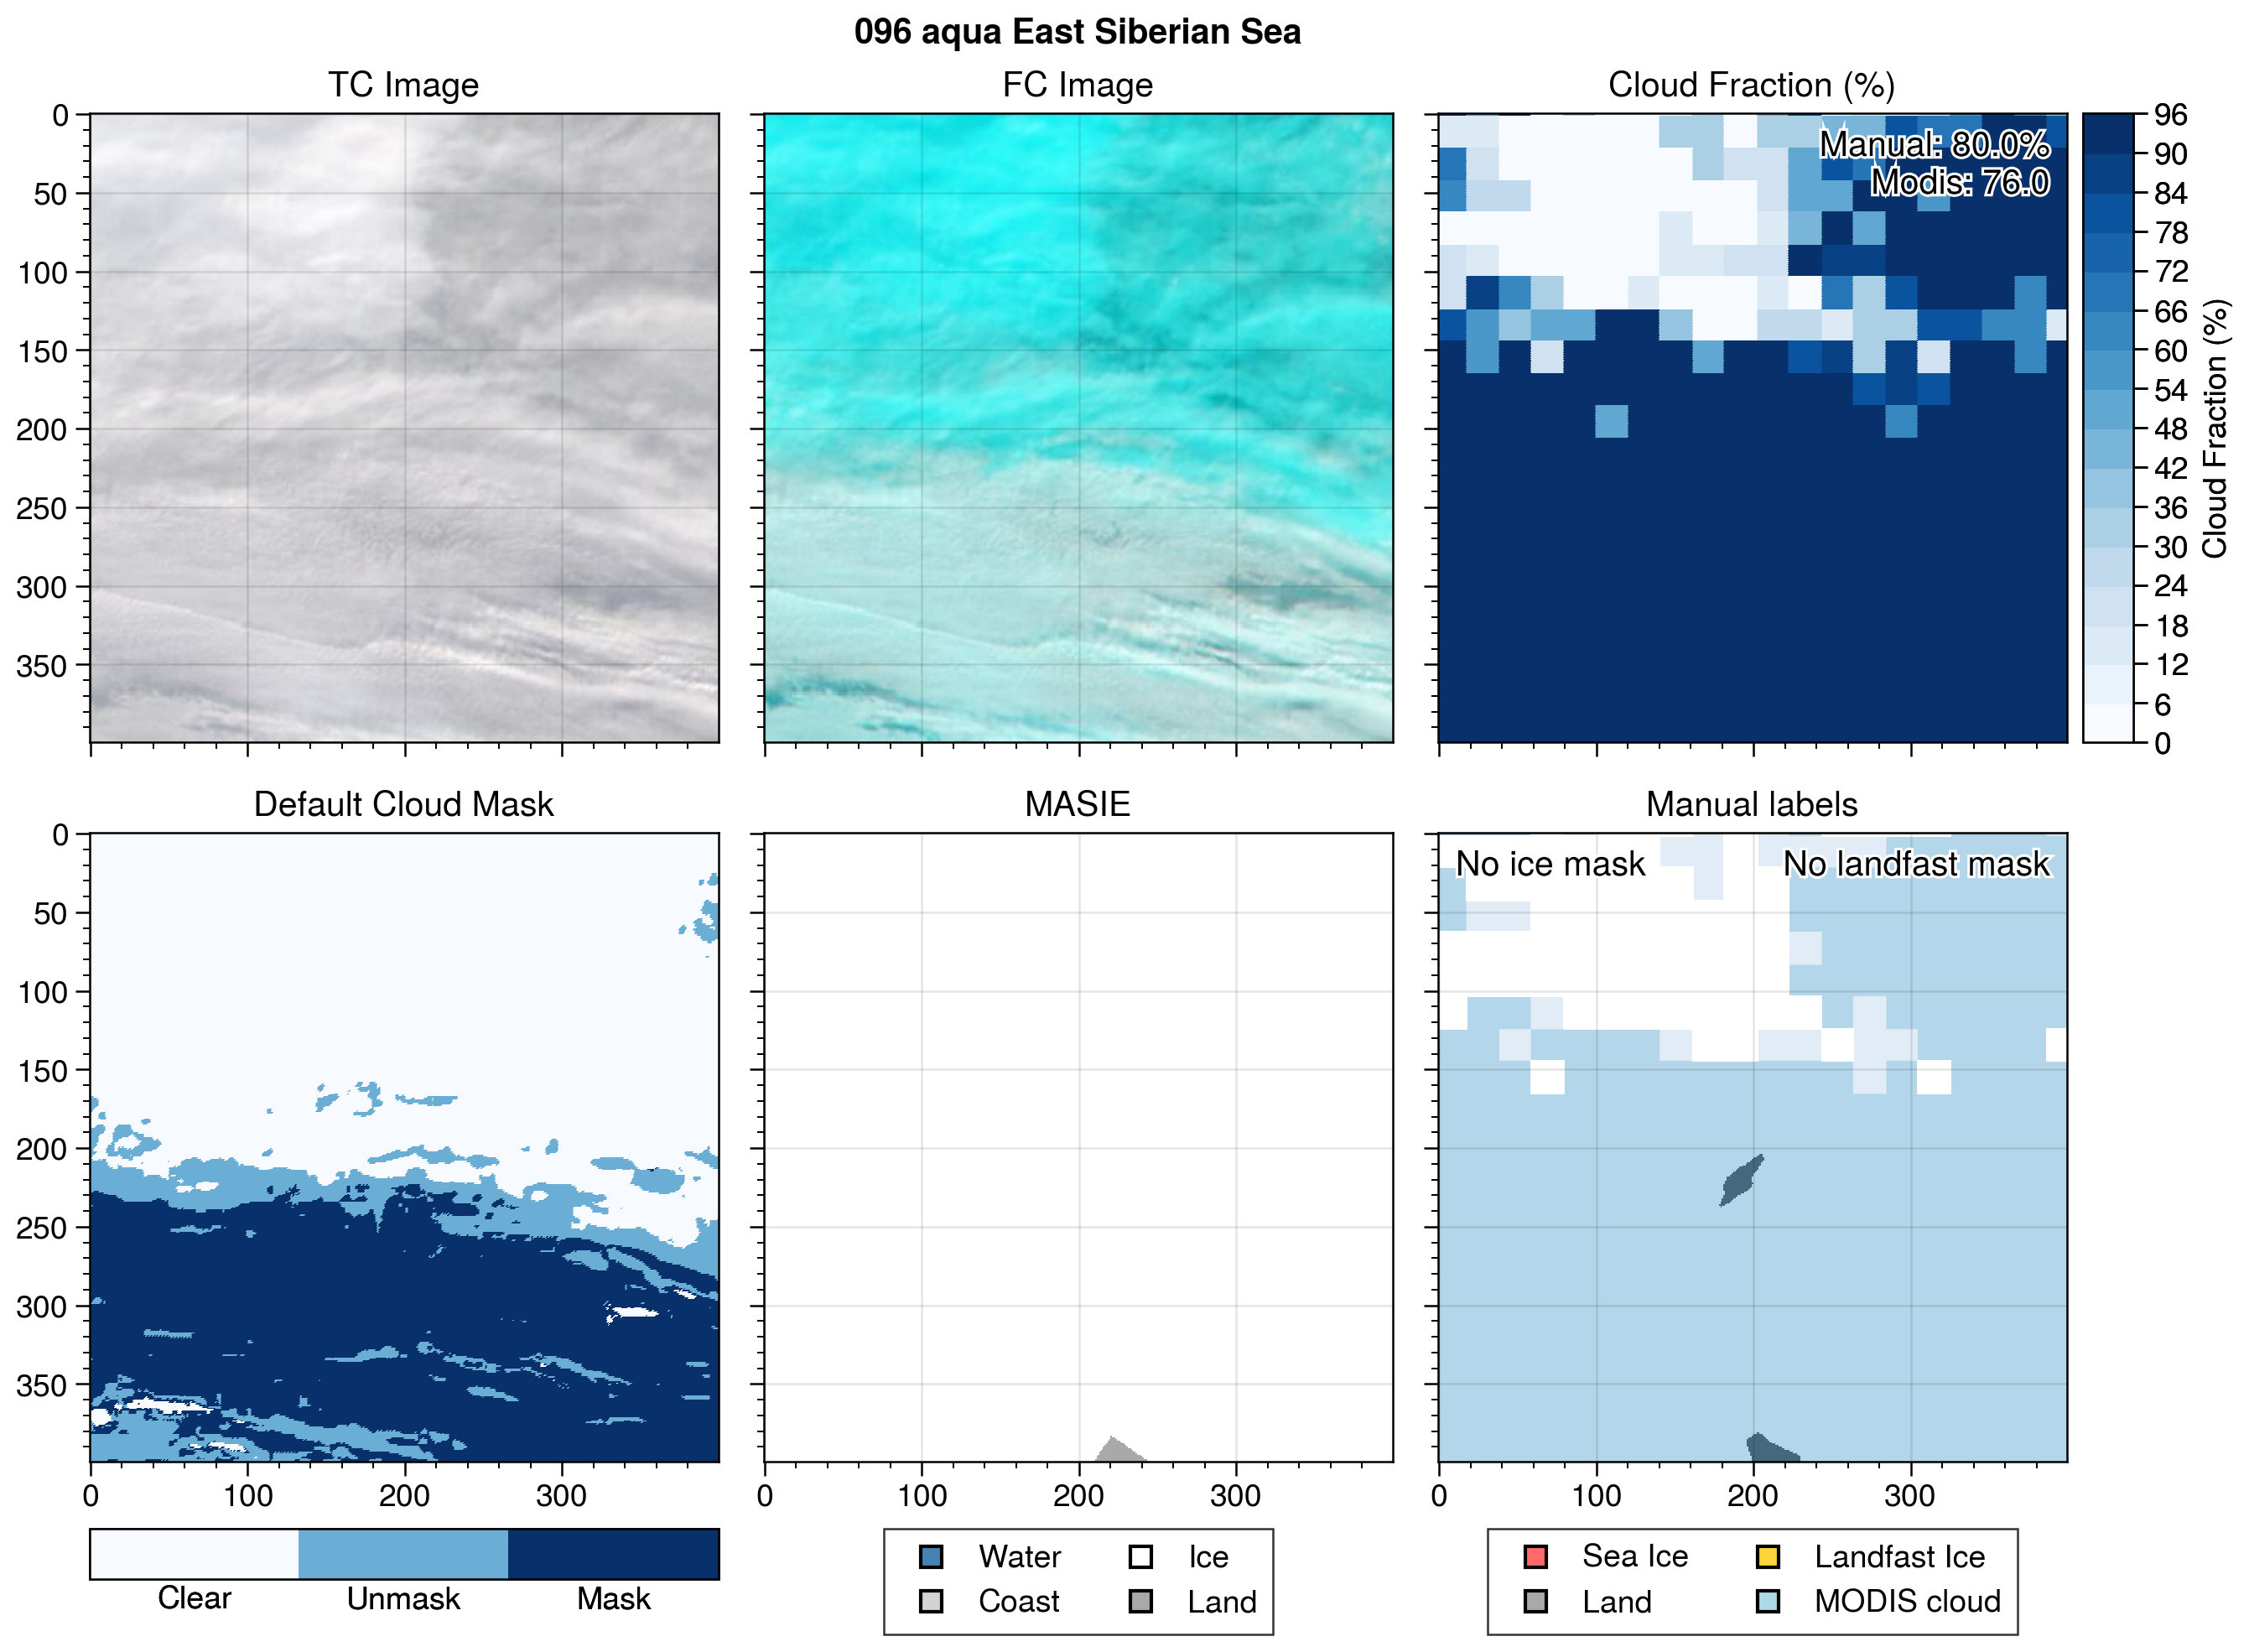 096 aqua East Siberian Sea
TC Image
FC Image
Cloud Fraction (%)
0
50
100
150
200
250
300
350
Manual: 80.0%
Modis: 76.0
96
90
84
78
72
66
60
54
48
42
36
30
24
18
12
6
0
Cloud Fraction (%)
Default Cloud Mask
MASIE
Manual labels
0
50
100
150
200
250
300
350
No ice mask
No landfast mask
0 100 200 300
0 100 200 300
0 100 200 300
Clear Unmask Mask
Water Ice
Coast Land
Sea Ice Landfast Ice
Land MODIS cloud